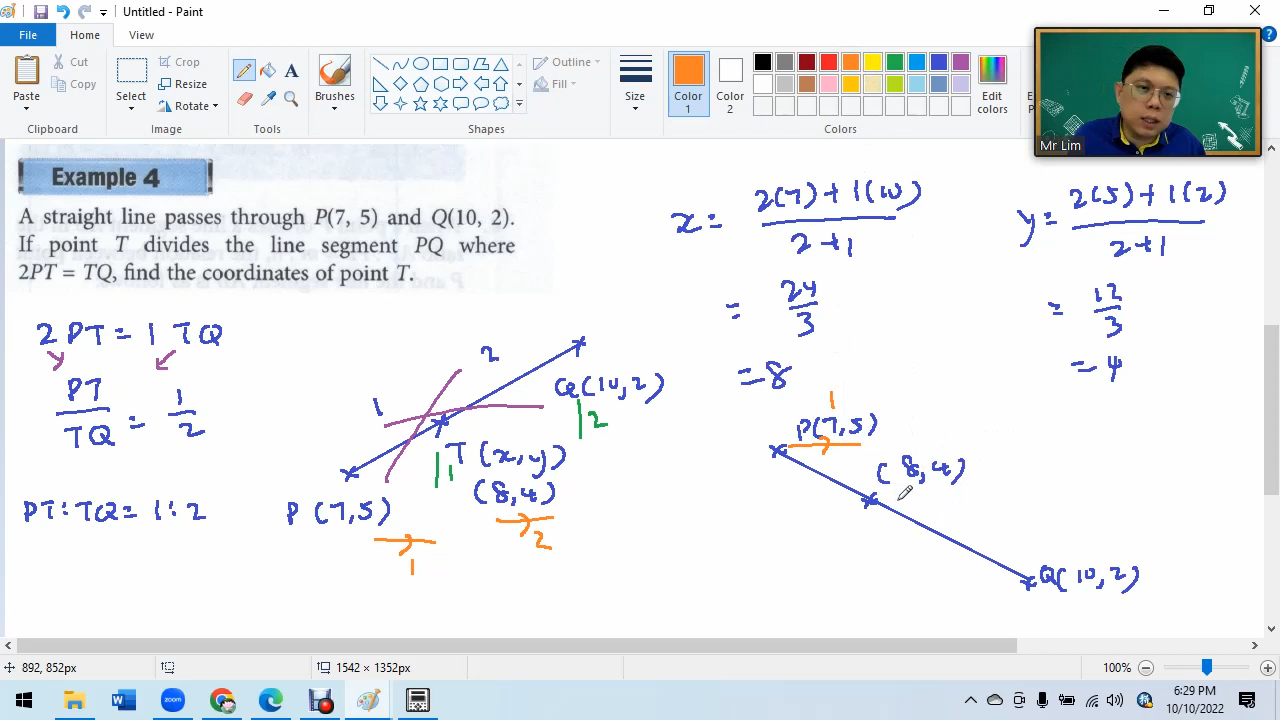 Untitled - Paint
File
Home
View
Paste
Cut
Copy
Clipboard
Select
Crop
Resize
Rotate
Image
A
Tools
Brushes
Outline
Fill
Shapes
Size
Color 1
Color 2
Colors
Edit colors
Mr Lim
Example 4
A straight line passes through P(7, 5) and Q(10, 2).
If point T divides the line segment PQ where
2PT = TQ, find the coordinates of point T.
2 PT = 1 TQ
PT/TQ = 1/2
PT : TQ = 1 : 2
1
2
Q(10,2)
2
T (x,y)
1
(8,4)
2
P (7,5)
1
x = 2(7) + 1(10) / 2+1
= 24/3
= 8
y = 2(5) + 1(2) / 2+1
= 12/3
= 4
1
P(7,5)
(8,4)
Q(10,2)
892, 852px
1542 × 1352px
100%
W
zoom
6:29 PM
10/10/2022